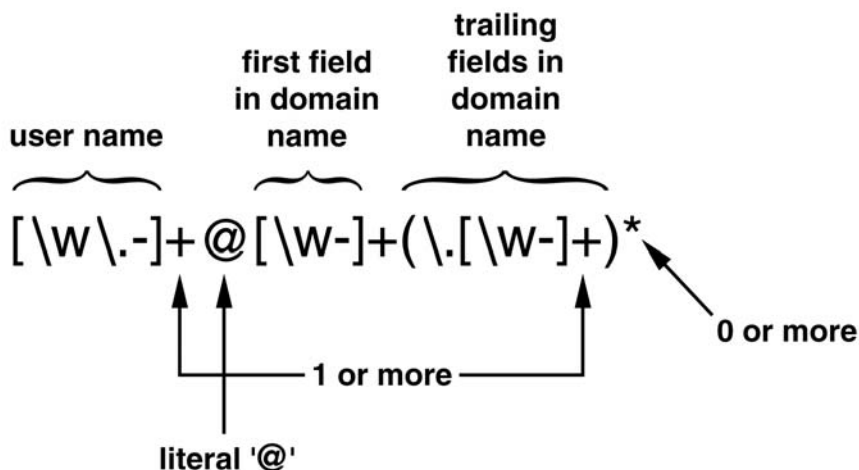 user name
first field
in domain
name
trailing
fields in
domain
name
[\w\.-]+@[\w-]+(\.[\w-]+)*
0 or more
1 or more
literal '@'